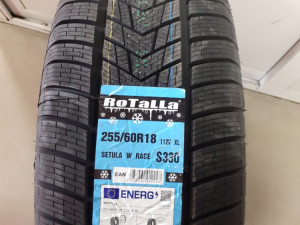 RoTaLLa
255/60R18 112V XL
SETULA W RACE S330
EAN
ENERG